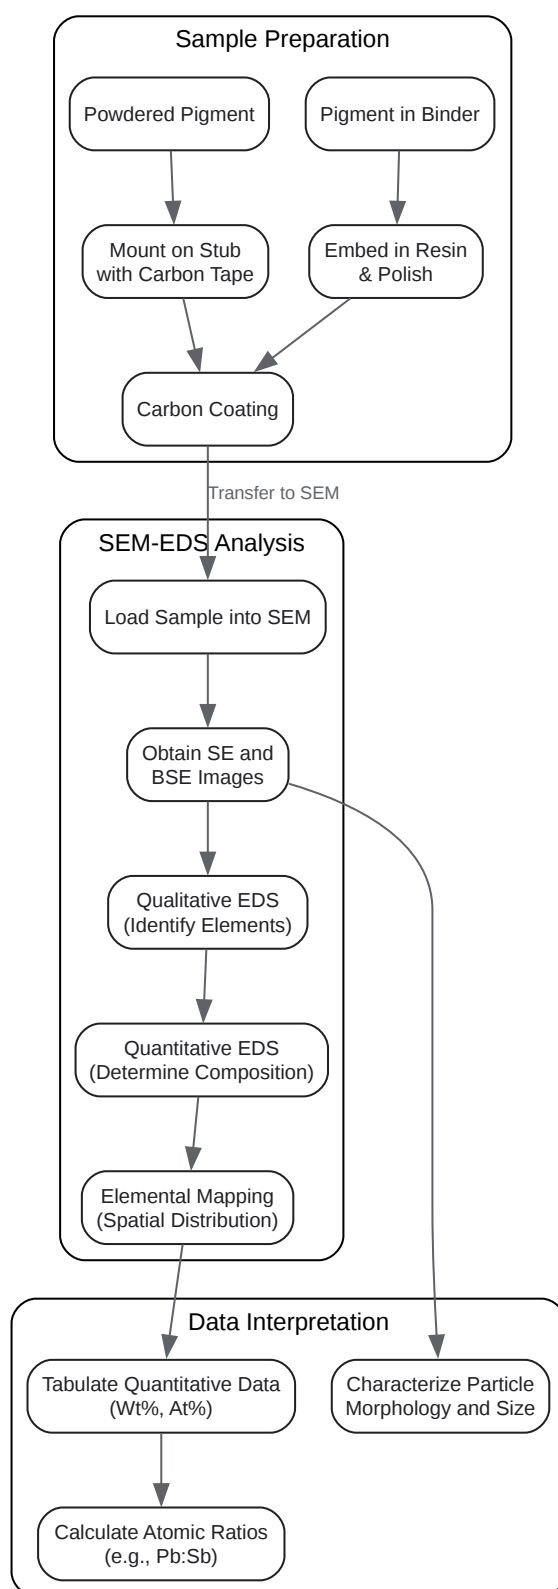 Sample Preparation
Powdered Pigment
Pigment in Binder
Mount on Stub
with Carbon Tape
Embed in Resin
& Polish
Carbon Coating
Transfer to SEM
SEM-EDS Analysis
Load Sample into SEM
Obtain SE and
BSE Images
Qualitative EDS
(Identify Elements)
Quantitative EDS
(Determine Composition)
Elemental Mapping
(Spatial Distribution)
Data Interpretation
Tabulate Quantitative Data
(Wt%, At%)
Characterize Particle
Morphology and Size
Calculate Atomic Ratios
(e.g., Pb:Sb)